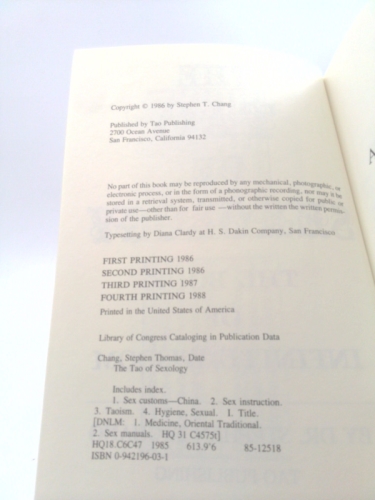 Copyright © 1986 by Stephen T. Chang
Published by Tao Publishing
2700 Ocean Avenue
San Francisco, California 94132
No part of this book may be reproduced by any mechanical, photographic, or
electronic process, or in the form of a phonographic recording, nor may it be
stored in a retrieval system, transmitted, or otherwise copied for public or
private use—other than for fair use —without the written the written permis-
sion of the publisher.
Typesetting by Diana Clardy at H. S. Dakin Company, San Francisco
FIRST PRINTING 1986
SECOND PRINTING 1986
THIRD PRINTING 1987
FOURTH PRINTING 1988
Printed in the United States of America
Library of Congress Cataloging in Publication Data
Chang, Stephen Thomas, Date
The Tao of Sexology
Includes index.
1. Sex customs—China. 2. Sex instruction.
3. Taoism. 4. Hygiene, Sexual. 1. Title.
[DNLM: 1. Medicine, Oriental Traditional.
2. Sex manuals. HQ 31 C4575t]
HQ18.C6C47 1985 613.9'6 85-12518
ISBN 0-942196-03-1